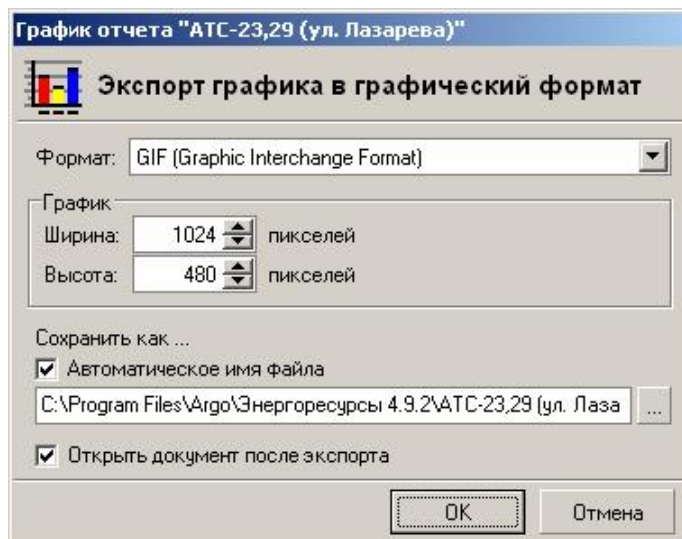 График отчета "АТС-23,29 (ул. Лазарева)"
Экспорт графика в графический формат
Формат: GIF (Graphic Interchange Format)
График
Ширина: 1024 пикселей
Высота: 480 пикселей
Сохранить как ...
Автоматическое имя файла
C:\Program Files\Argo\Энергоресурсы 4.9.2\АТС-23,29 (ул. Лаза ...
Открыть документ после экспорта
OK Отмена